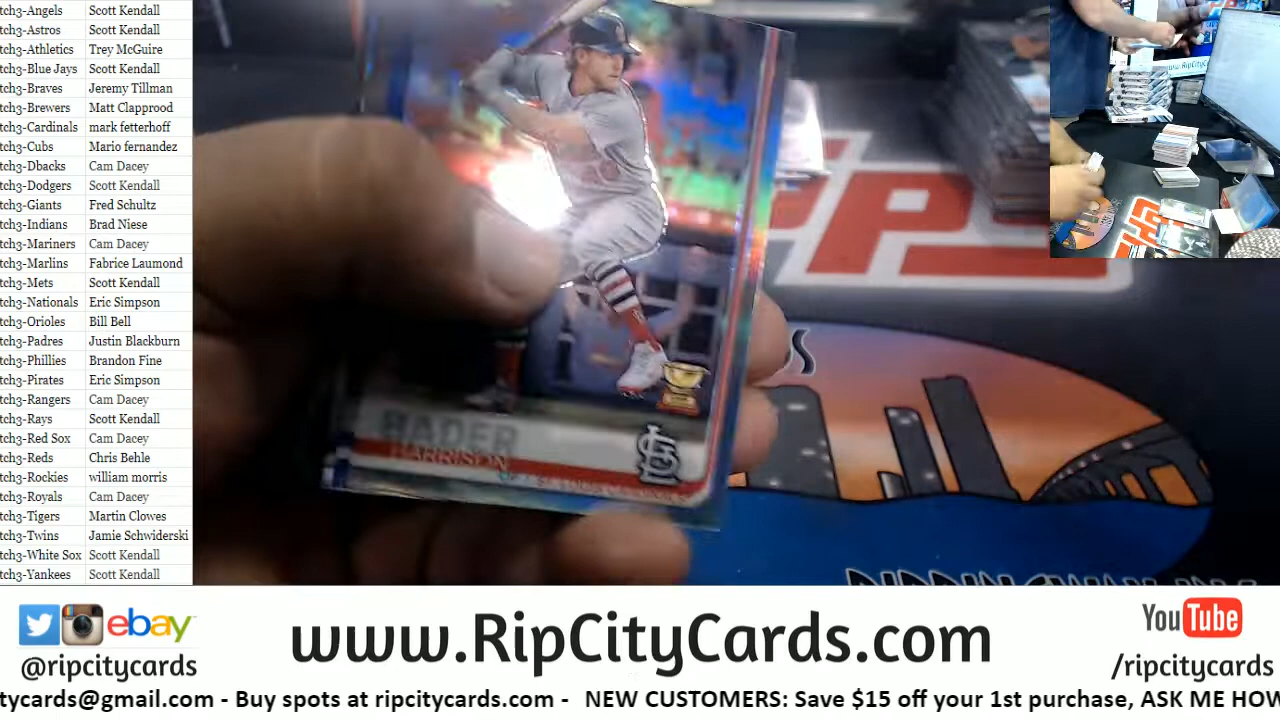 tch3-Angels Scott Kendall
tch3-Astros Scott Kendall
tch3-Athletics Trey McGuire
tch3-Blue Jays Scott Kendall
tch3-Braves Jeremy Tillman
tch3-Brewers Matt Clapprood
tch3-Cardinals mark fetterhoff
tch3-Cubs Mario fernandez
tch3-Dbacks Cam Dacey
tch3-Dodgers Scott Kendall
tch3-Giants Fred Schultz
tch3-Indians Brad Niese
tch3-Mariners Cam Dacey
tch3-Marlins Fabrice Laumond
tch3-Mets Scott Kendall
tch3-Nationals Eric Simpson
tch3-Orioles Bill Bell
tch3-Padres Justin Blackburn
tch3-Phillies Brandon Fine
tch3-Pirates Eric Simpson
tch3-Rangers Cam Dacey
tch3-Rays Scott Kendall
tch3-Red Sox Cam Dacey
tch3-Reds Chris Behle
tch3-Rockies william morris
tch3-Royals Cam Dacey
tch3-Tigers Martin Clowes
tch3-Twins Jamie Schwiderski
tch3-White Sox Scott Kendall
tch3-Yankees Scott Kendall
BADER
HARRISON
ebay
@ripcitycards
www.RipCityCards.com
YouTube
/ripcitycards
tycards@gmail.com - Buy spots at ripcitycards.com - NEW CUSTOMERS: Save $15 off your 1st purchase, ASK ME HOW